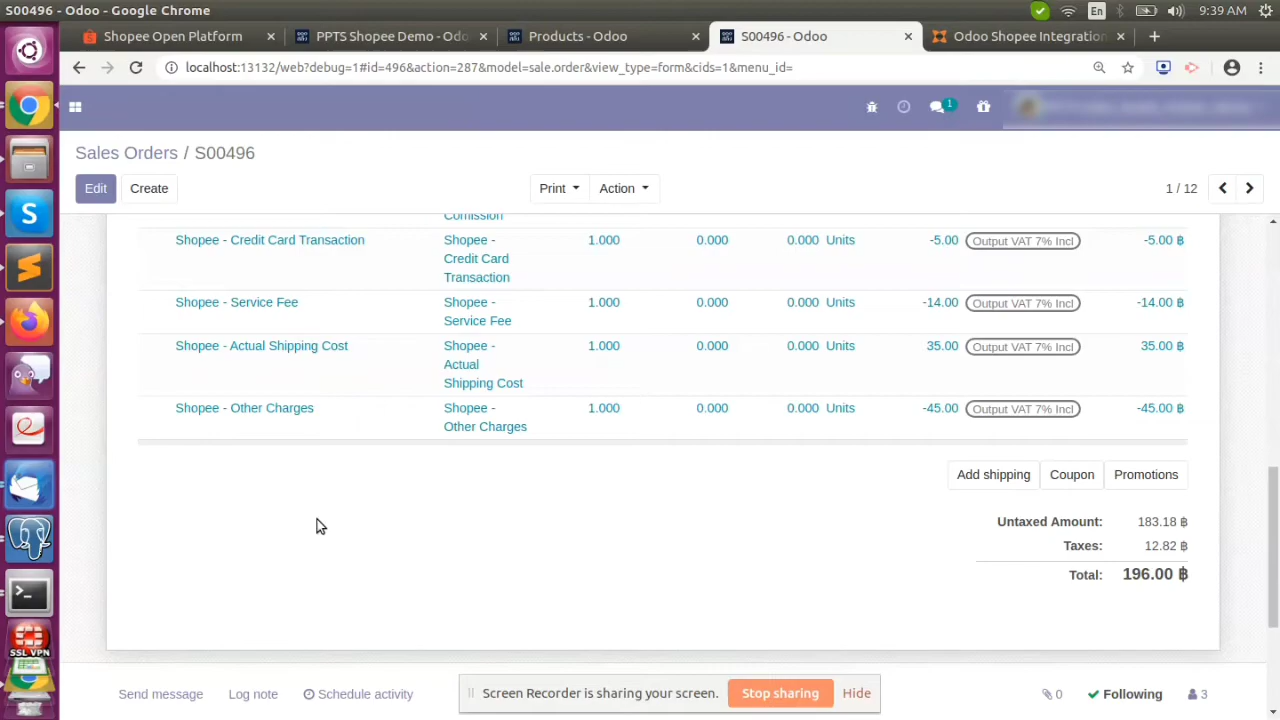 S00496 - Odoo - Google Chrome
En
9:39 AM
Shopee Open Platform
PPTS Shopee Demo - Odo
Products - Odoo
S00496 - Odoo
Odoo Shopee Integration
localhost:13132/web?debug=1#id=496&action=287&model=sale.order&view_type=form&cids=1&menu_id=
1
Sales Orders / S00496
Edit
Create
Print
Action
1 / 12
Comission
Shopee - Credit Card Transaction
Shopee -
Credit Card
Transaction
1.000
0.000
0.000 Units
-5.00
Output VAT 7% Incl
-5.00 ฿
Shopee - Service Fee
Shopee -
Service Fee
1.000
0.000
0.000 Units
-14.00
Output VAT 7% Incl
-14.00 ฿
Shopee - Actual Shipping Cost
Shopee -
Actual
Shipping Cost
1.000
0.000
0.000 Units
35.00
Output VAT 7% Incl
35.00 ฿
Shopee - Other Charges
Shopee -
Other Charges
1.000
0.000
0.000 Units
-45.00
Output VAT 7% Incl
-45.00 ฿
Add shipping
Coupon
Promotions
Untaxed Amount: 183.18 ฿
Taxes: 12.82 ฿
Total: 196.00 ฿
SSL VPN
Send message
Log note
Schedule activity
Screen Recorder is sharing your screen.
Stop sharing
Hide
0
Following
3